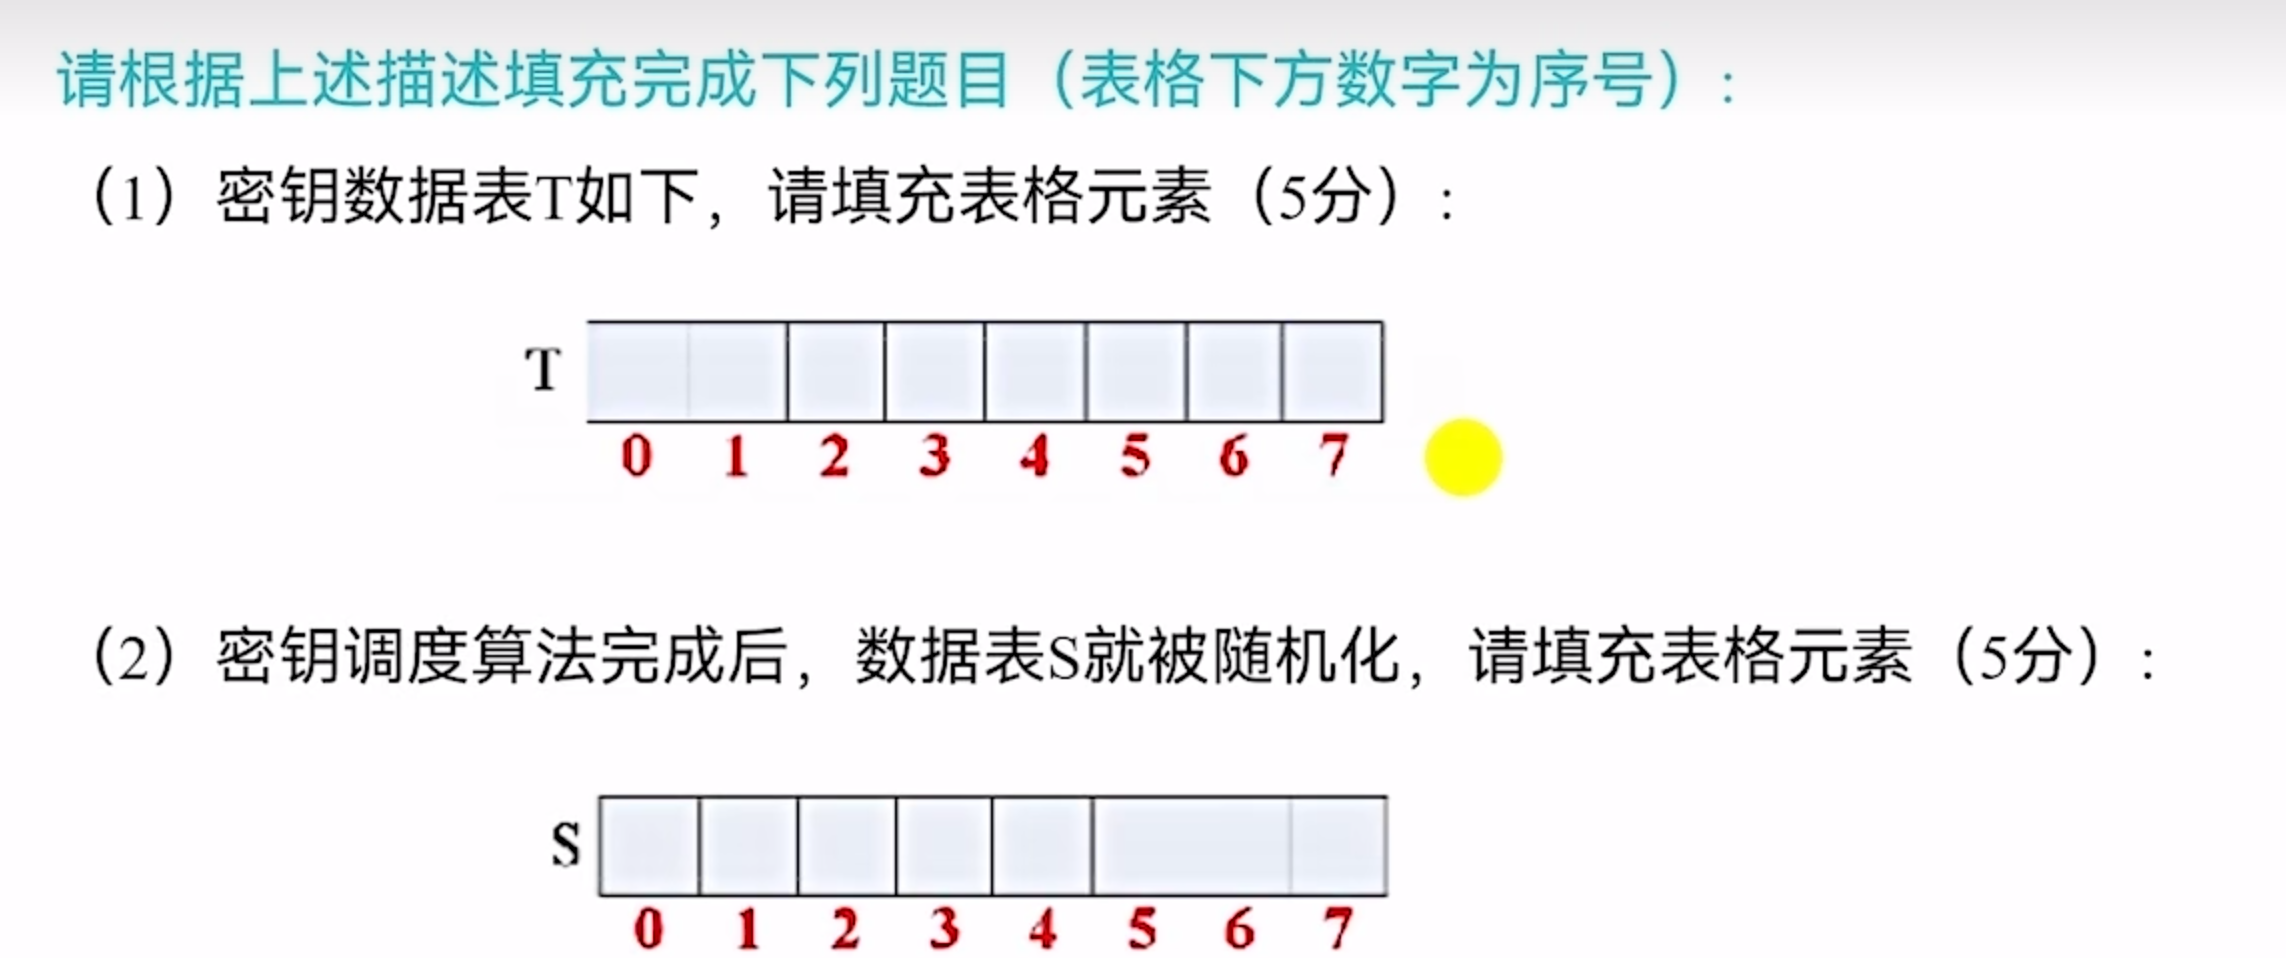 请根据上述描述填充完成下列题目（表格下方数字为序号）:
（1）密钥数据表T如下，请填充表格元素（5分）:
T
0 1 2 3 4 5 6 7
（2）密钥调度算法完成后，数据表S就被随机化，请填充表格元素（5分）:
S
0 1 2 3 4 5 6 7